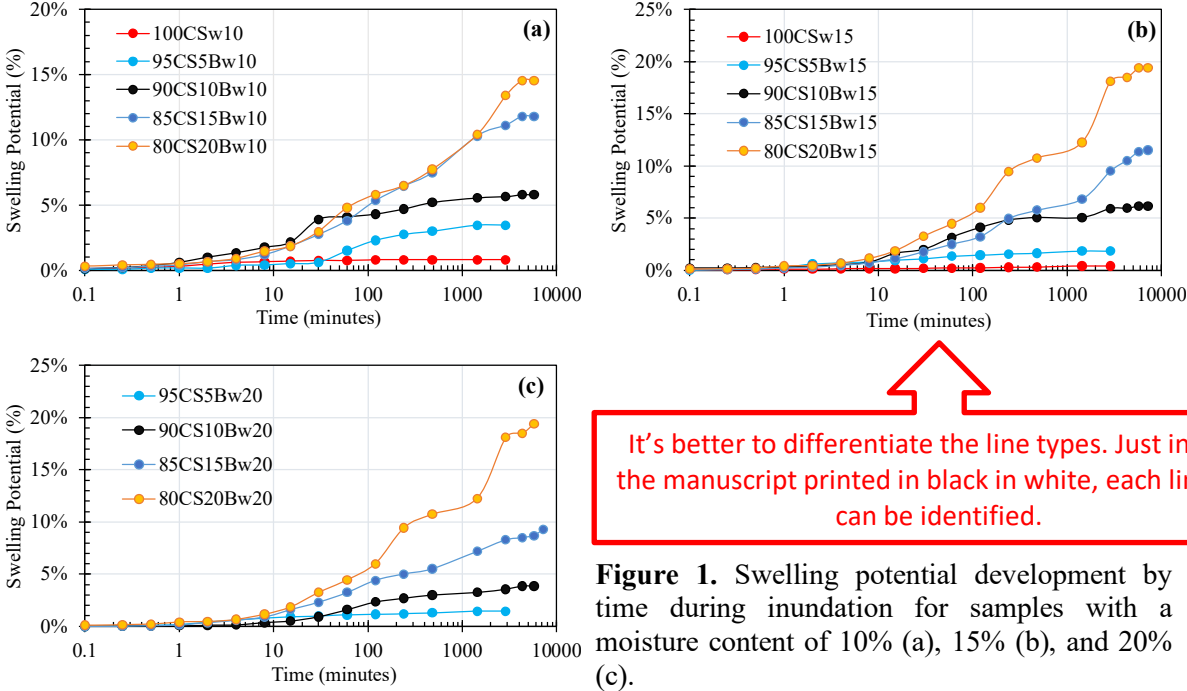 20%
15%
10%
5%
0%
Swelling Potential (%)
(a)
100CSw10
95CS5Bw10
90CS10Bw10
85CS15Bw10
80CS20Bw10
0.1 1 10 100 1000 10000
Time (minutes)
25%
20%
15%
10%
5%
0%
Swelling Potential (%)
(b)
100CSw15
95CS5Bw15
90CS10Bw15
85CS15Bw15
80CS20Bw15
0.1 1 10 100 1000 10000
Time (minutes)
25%
20%
15%
10%
5%
0%
Swelling Potential (%)
(c)
95CS5Bw20
90CS10Bw20
85CS15Bw20
80CS20Bw20
0.1 1 10 100 1000 10000
Time (minutes)
It’s better to differentiate the line types. Just in
the manuscript printed in black in white, each lin
can be identified.
Figure 1. Swelling potential development by
time during inundation for samples with a
moisture content of 10% (a), 15% (b), and 20%
(c).